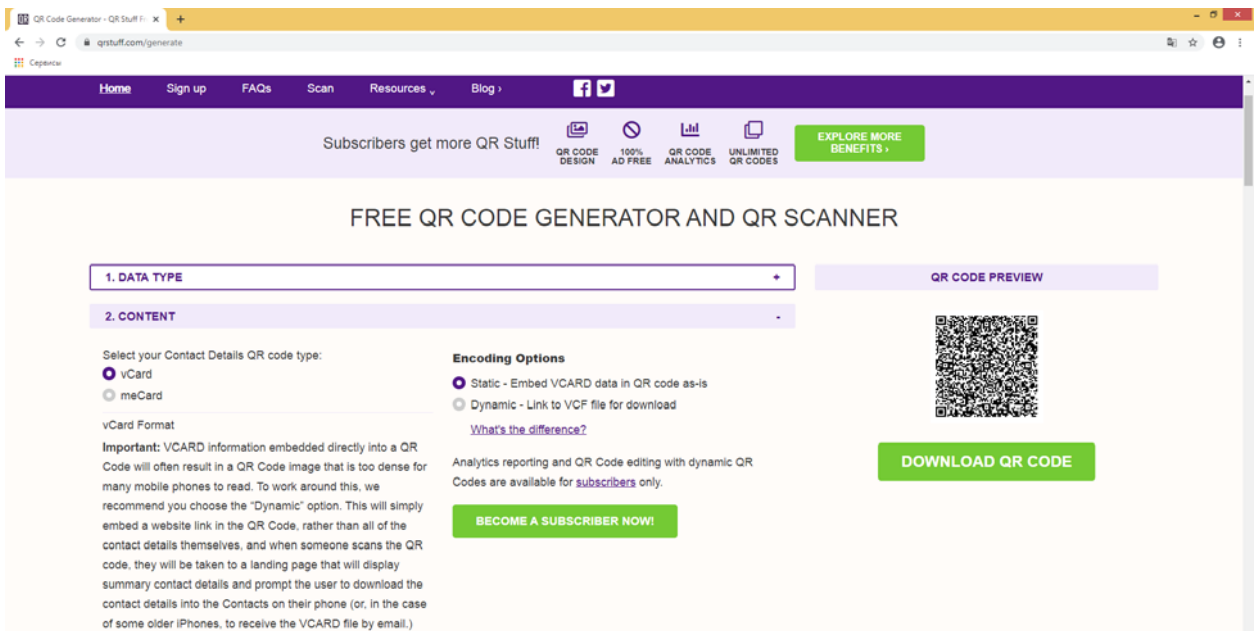 QR Code Generator - QR Stuff Fr
qrstuff.com/generate
Сервисы
Home Sign up FAQs Scan Resources Blog ›
Subscribers get more QR Stuff!
QR CODE DESIGN
100% AD FREE
QR CODE ANALYTICS
UNLIMITED QR CODES
EXPLORE MORE
BENEFITS ›
FREE QR CODE GENERATOR AND QR SCANNER
1. DATA TYPE +
QR CODE PREVIEW
2. CONTENT -
Select your Contact Details QR code type:
vCard
meCard
vCard Format
Important: VCARD information embedded directly into a QR
Code will often result in a QR Code image that is too dense for
many mobile phones to read. To work around this, we
recommend you choose the “Dynamic” option. This will simply
embed a website link in the QR Code, rather than all of the
contact details themselves, and when someone scans the QR
code, they will be taken to a landing page that will display
summary contact details and prompt the user to download the
contact details into the Contacts on their phone (or, in the case
of some older iPhones, to receive the VCARD file by email.)
Encoding Options
Static - Embed VCARD data in QR code as-is
Dynamic - Link to VCF file for download
What's the difference?
Analytics reporting and QR Code editing with dynamic QR
Codes are available for subscribers only.
BECOME A SUBSCRIBER NOW!
DOWNLOAD QR CODE